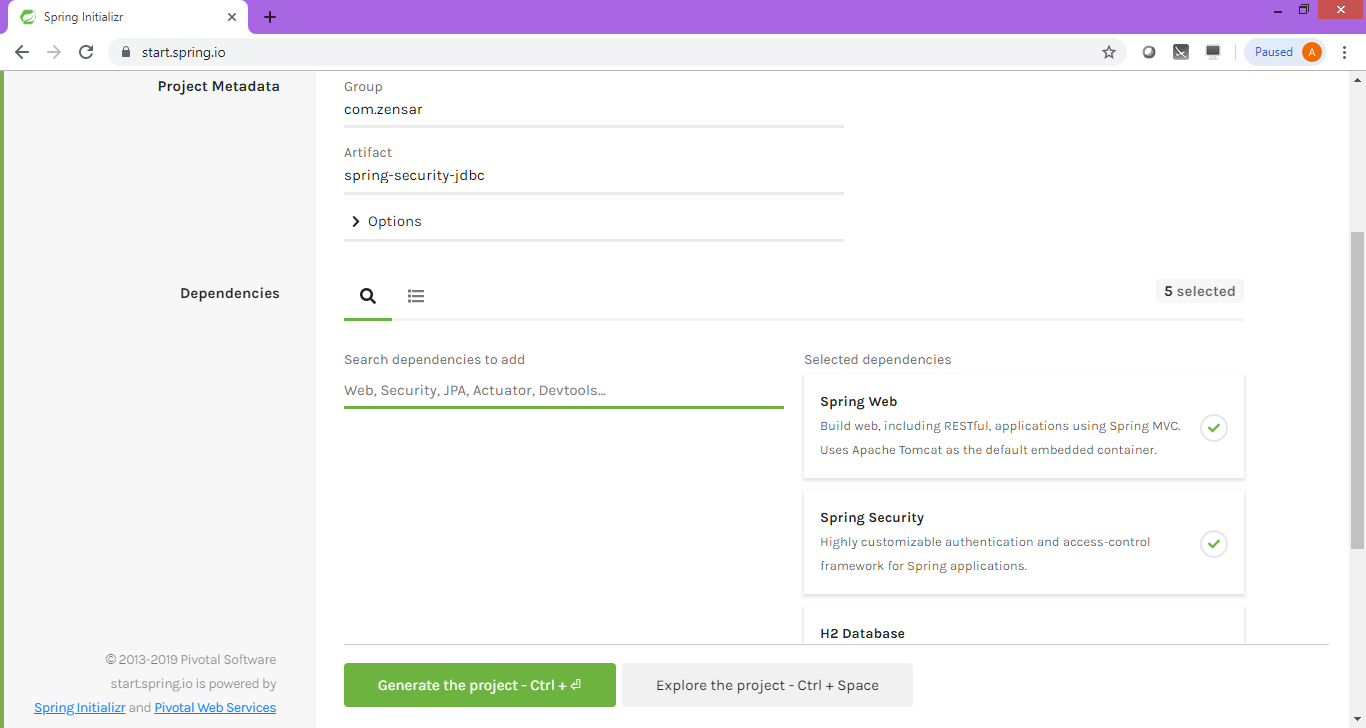 Spring Initializr
start.spring.io
Paused
A
Project Metadata
Group
com.zensar
Artifact
spring-security-jdbc
Options
Dependencies
5 selected
Search dependencies to add
Web, Security, JPA, Actuator, Devtools...
Selected dependencies
Spring Web
Build web, including RESTful, applications using Spring MVC.
Uses Apache Tomcat as the default embedded container.
Spring Security
Highly customizable authentication and access-control
framework for Spring applications.
H2 Database
© 2013-2019 Pivotal Software
start.spring.io is powered by
Spring Initializr and Pivotal Web Services
Generate the project - Ctrl + ⏎
Explore the project - Ctrl + Space